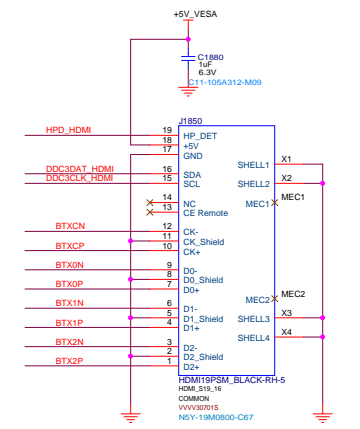 +5V_VESA
C1880
1uF
6.3V
C11-105A312-M09
J1850
HPD_HDMI 19 HP_DET
18 +5V
17 GND
SHELL1 X1
DDC3DAT_HDMI 16 SDA
DDC3CLK_HDMI 15 SCL
SHELL2 X2
14 NC
MEC1 MEC1
13 CE Remote
BTXCN 12 CK-
11 CK_Shield
BTXCP 10 CK+
BTX0N 9 D0-
8 D0_Shield
BTX0P 7 D0+
MEC2 MEC2
BTX1N 6 D1-
5 D1_Shield
SHELL3 X3
BTX1P 4 D1+
SHELL4 X4
BTX2N 3 D2-
2 D2_Shield
BTX2P 1 D2+
HDMI19PSM_BLACK-RH-5
HDMI_S19_16
COMMON
VVVV30701S
N5Y-19M0800-C67